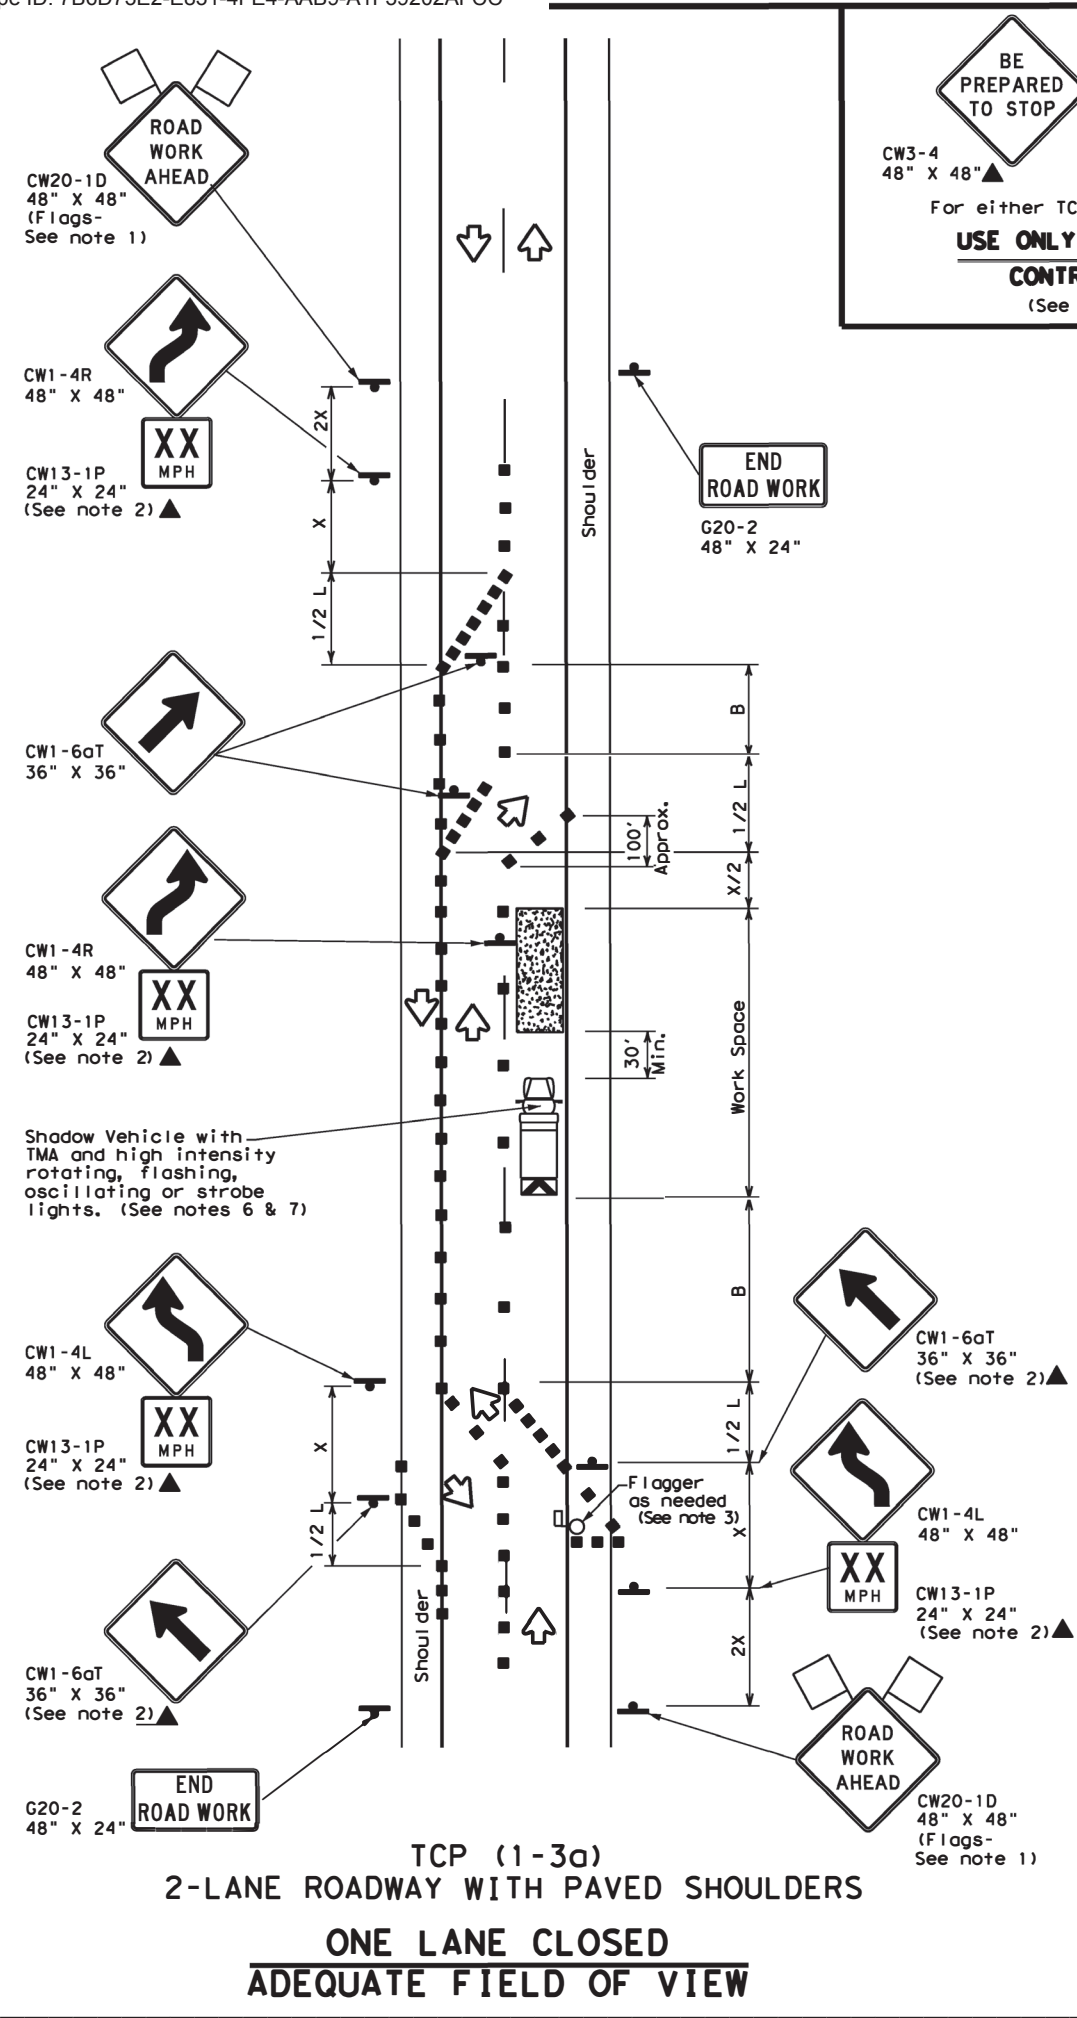 BE
PREPARED
TO STOP
CW3-4
48" X 48"
For either TC
USE ONLY
CONTR
(See
ROAD
WORK
AHEAD
CW20-1D
48" X 48"
(Flags-
See note 1)
CW1-4R
48" X 48"
XX
MPH
CW13-1P
24" X 24"
(See note 2)
2X
X
1/2 L
Shoulder
END
ROAD WORK
G20-2
48" X 24"
CW1-6aT
36" X 36"
B
1/2 L
100'
Approx.
X/2
CW1-4R
48" X 48"
XX
MPH
CW13-1P
24" X 24"
(See note 2)
30'
Min.
Work Space
Shadow Vehicle with
TMA and high intensity
rotating, flashing,
oscillating or strobe
lights. (See notes 6 & 7)
B
CW1-4L
48" X 48"
XX
MPH
CW13-1P
24" X 24"
(See note 2)
X
1/2 L
CW1-6aT
36" X 36"
(See note 2)
1/2 L
Flagger
as needed
(See note 3)
X
CW1-4L
48" X 48"
XX
MPH
CW13-1P
24" X 24"
(See note 2)
2X
Shoulder
CW1-6aT
36" X 36"
(See note 2)
END
ROAD WORK
G20-2
48" X 24"
ROAD
WORK
AHEAD
CW20-1D
48" X 48"
(Flags-
See note 1)
TCP (1-3a)
2-LANE ROADWAY WITH PAVED SHOULDERS
ONE LANE CLOSED
ADEQUATE FIELD OF VIEW